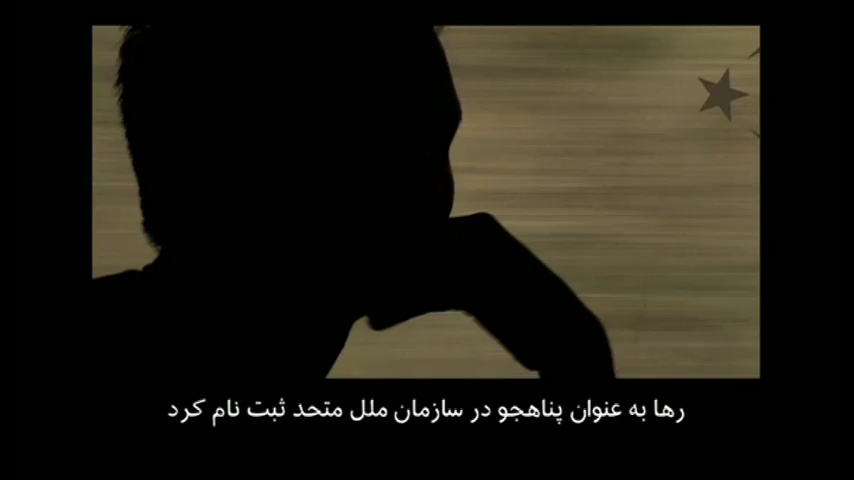 رها به عنوان پناهجو در سازمان ملل متحد ثبت نام کرد